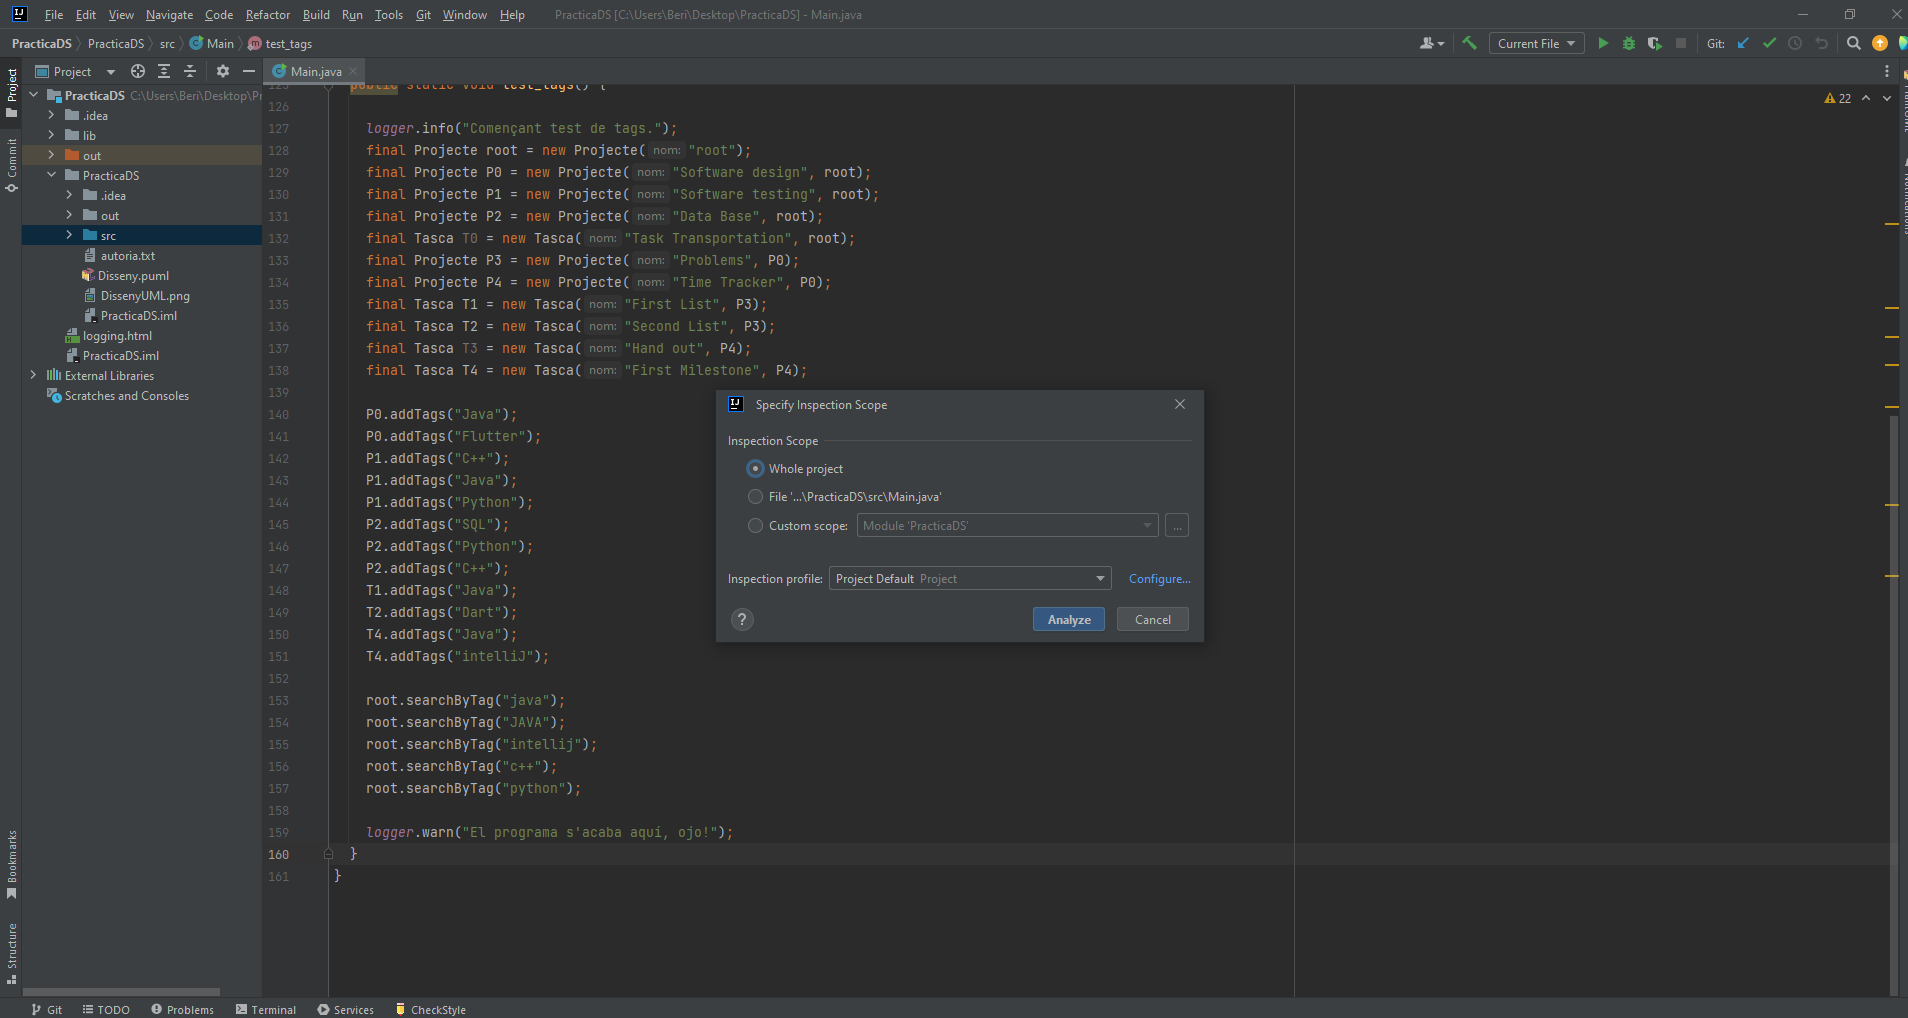 File Edit View Navigate Code Refactor Build Run Tools Git Window Help PracticaDS [C:\Users\Beri\Desktop\PracticaDS] - Main.java
PracticaDS PracticaDS src Main test_tags
Current File Git:
Project
Main.java
PracticaDS C:\Users\Beri\Desktop\Pr
.idea
lib
out
PracticaDS
.idea
out
src
autoria.txt
Disseny.puml
DissenyUML.png
PracticaDS.iml
logging.html
PracticaDS.iml
External Libraries
Scratches and Consoles
Project
Commit
Bookmarks
Structure
22
125 public static void test_tags() {
126
127 logger.info("Començant test de tags.");
128 final Projecte root = new Projecte( nom: "root");
129 final Projecte P0 = new Projecte( nom: "Software design", root);
130 final Projecte P1 = new Projecte( nom: "Software testing", root);
131 final Projecte P2 = new Projecte( nom: "Data Base", root);
132 final Tasca T0 = new Tasca( nom: "Task Transportation", root);
133 final Projecte P3 = new Projecte( nom: "Problems", P0);
134 final Projecte P4 = new Projecte( nom: "Time Tracker", P0);
135 final Tasca T1 = new Tasca( nom: "First List", P3);
136 final Tasca T2 = new Tasca( nom: "Second List", P3);
137 final Tasca T3 = new Tasca( nom: "Hand out", P4);
138 final Tasca T4 = new Tasca( nom: "First Milestone", P4);
139
140 P0.addTags("Java");
141 P0.addTags("Flutter");
142 P1.addTags("C++");
143 P1.addTags("Java");
144 P1.addTags("Python");
145 P2.addTags("SQL");
146 P2.addTags("Python");
147 P2.addTags("C++");
148 T1.addTags("Java");
149 T2.addTags("Dart");
150 T4.addTags("Java");
151 T4.addTags("intelliJ");
152
153 root.searchByTag("java");
154 root.searchByTag("JAVA");
155 root.searchByTag("intellij");
156 root.searchByTag("c++");
157 root.searchByTag("python");
158
159 logger.warn("El programa s'acaba aquí, ojo!");
160 }
161 }
Specify Inspection Scope
Inspection Scope
Whole project
File '...\PracticaDS\src\Main.java'
Custom scope: Module 'PracticaDS' ...
Inspection profile: Project Default Project Configure...
? Analyze Cancel
Git TODO Problems Terminal Services CheckStyle